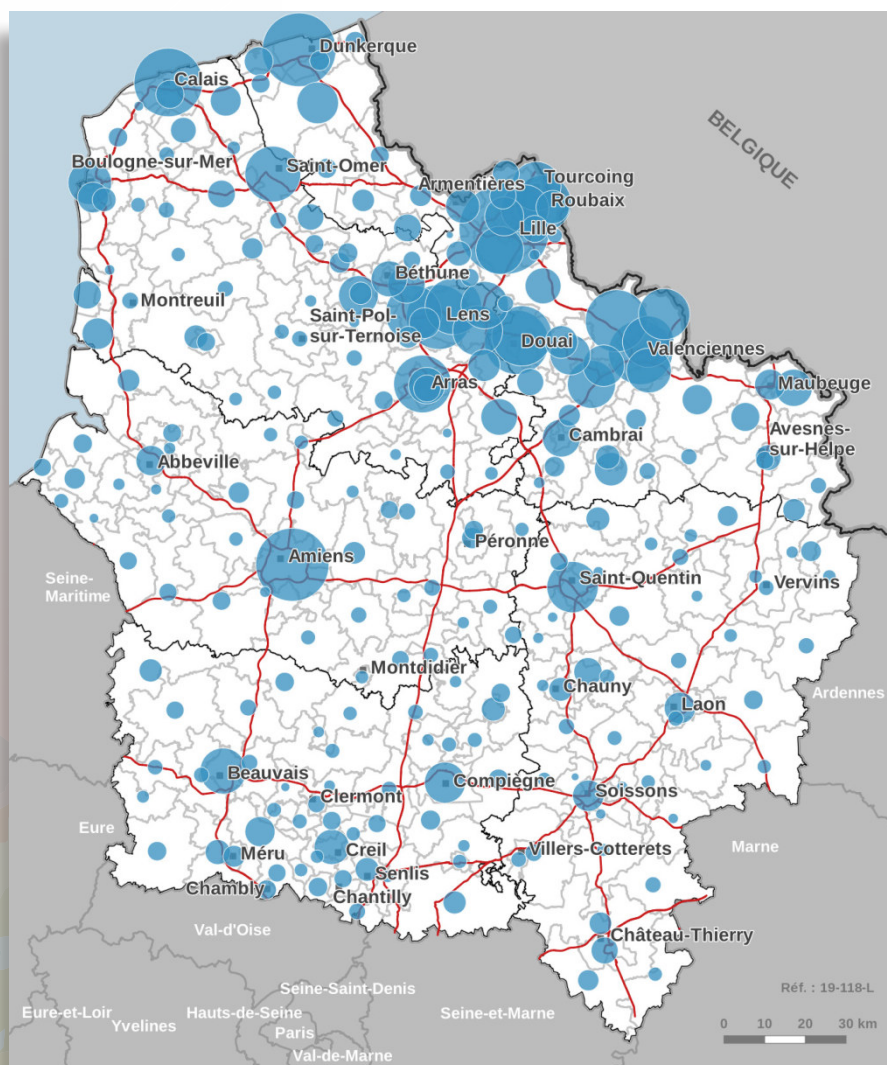 Dunkerque
Calais
BELGIQUE
Boulogne-sur-Mer
Saint-Omer
Tourcoing
Armentières
Roubaix
Lille
Béthune
Montreuil
Saint-Pol-
sur-Ternoise
Lens
Douai
Valenciennes
Arras
Maubeuge
Cambrai
Avesnes-
sur-Helpe
Abbeville
Amiens
Péronne
Seine-
Maritime
Saint-Quentin
Vervins
Montdidier
Chauny
Laon
Ardennes
Beauvais
Compiègne
Soissons
Clermont
Eure
Marne
Méru
Creil
Villers-Cotterets
Senlis
Chambly
Chantilly
Val-d'Oise
Château-Thierry
Seine-Saint-Denis
Réf. : 19-118-L
Eure-et-Loir
Hauts-de-Seine
Seine-et-Marne
Yvelines
Paris
0 10 20 30 km
Val-de-Marne